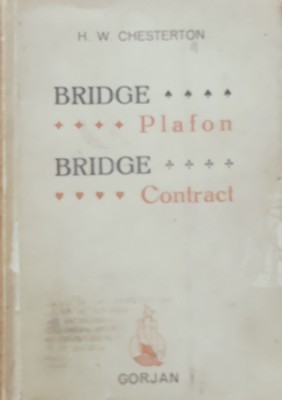 H. W. CHESTERTON
BRIDGE ♠ ♠ ♠ ♠
♦ ♦ ♦ ♦ Plafon
BRIDGE ♣ ♣ ♣ ♣
♥ ♥ ♥ ♥ Contract
GORJAN